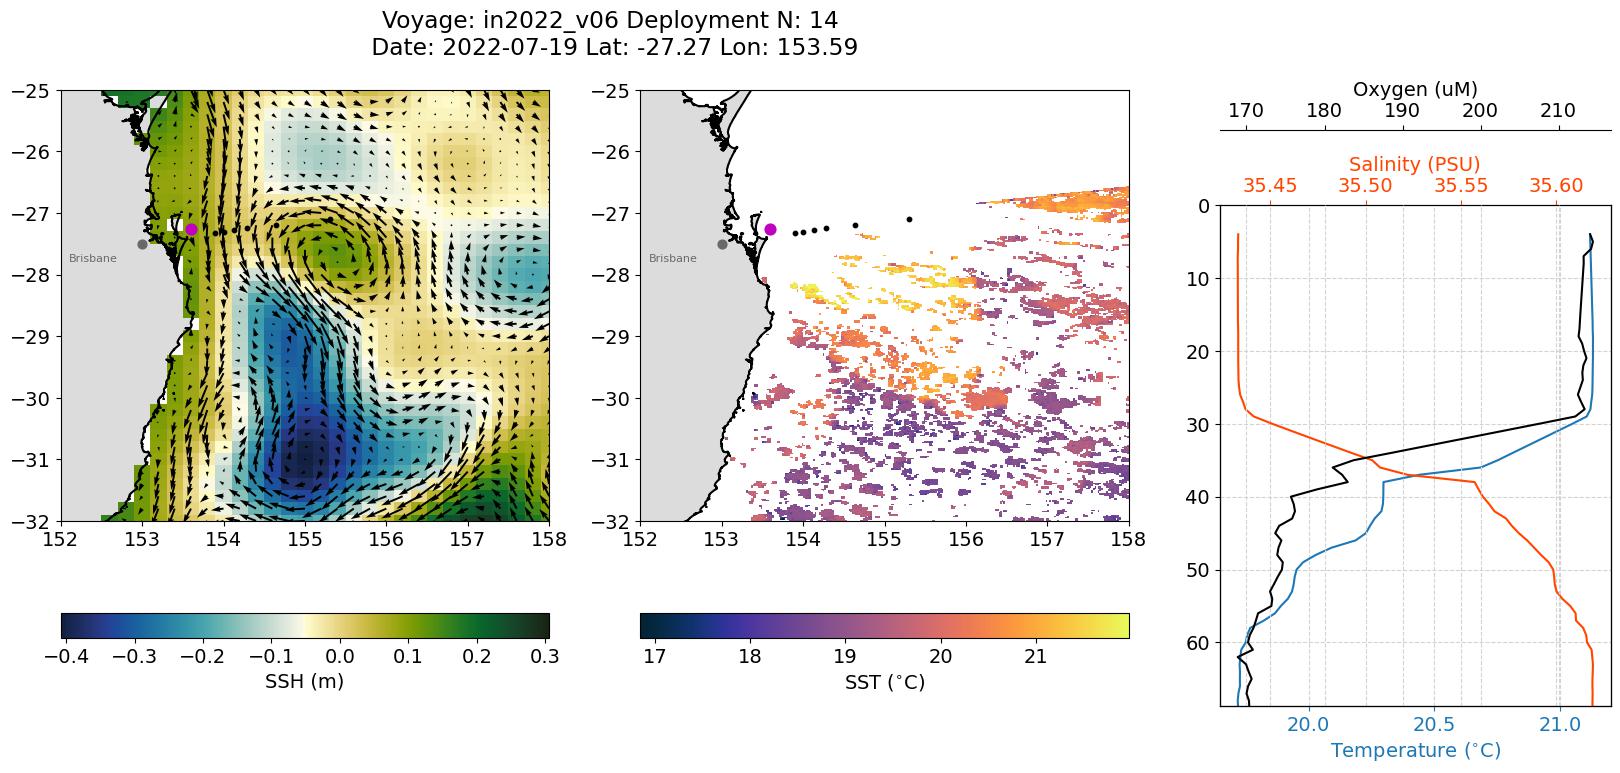 Voyage: in2022_v06 Deployment N: 14
Date: 2022-07-19 Lat: -27.27 Lon: 153.59
−25
−26
−27
−28
−29
−30
−31
−32
152 153 154 155 156 157 158
Brisbane
−0.4 −0.3 −0.2 −0.1 0.0 0.1 0.2 0.3
SSH (m)
−25
−26
−27
−28
−29
−30
−31
−32
152 153 154 155 156 157 158
Brisbane
17 18 19 20 21
SST (°C)
Oxygen (uM)
170 180 190 200 210
Salinity (PSU)
35.45 35.50 35.55 35.60
0
10
20
30
40
50
60
20.0 20.5 21.0
Temperature (°C)